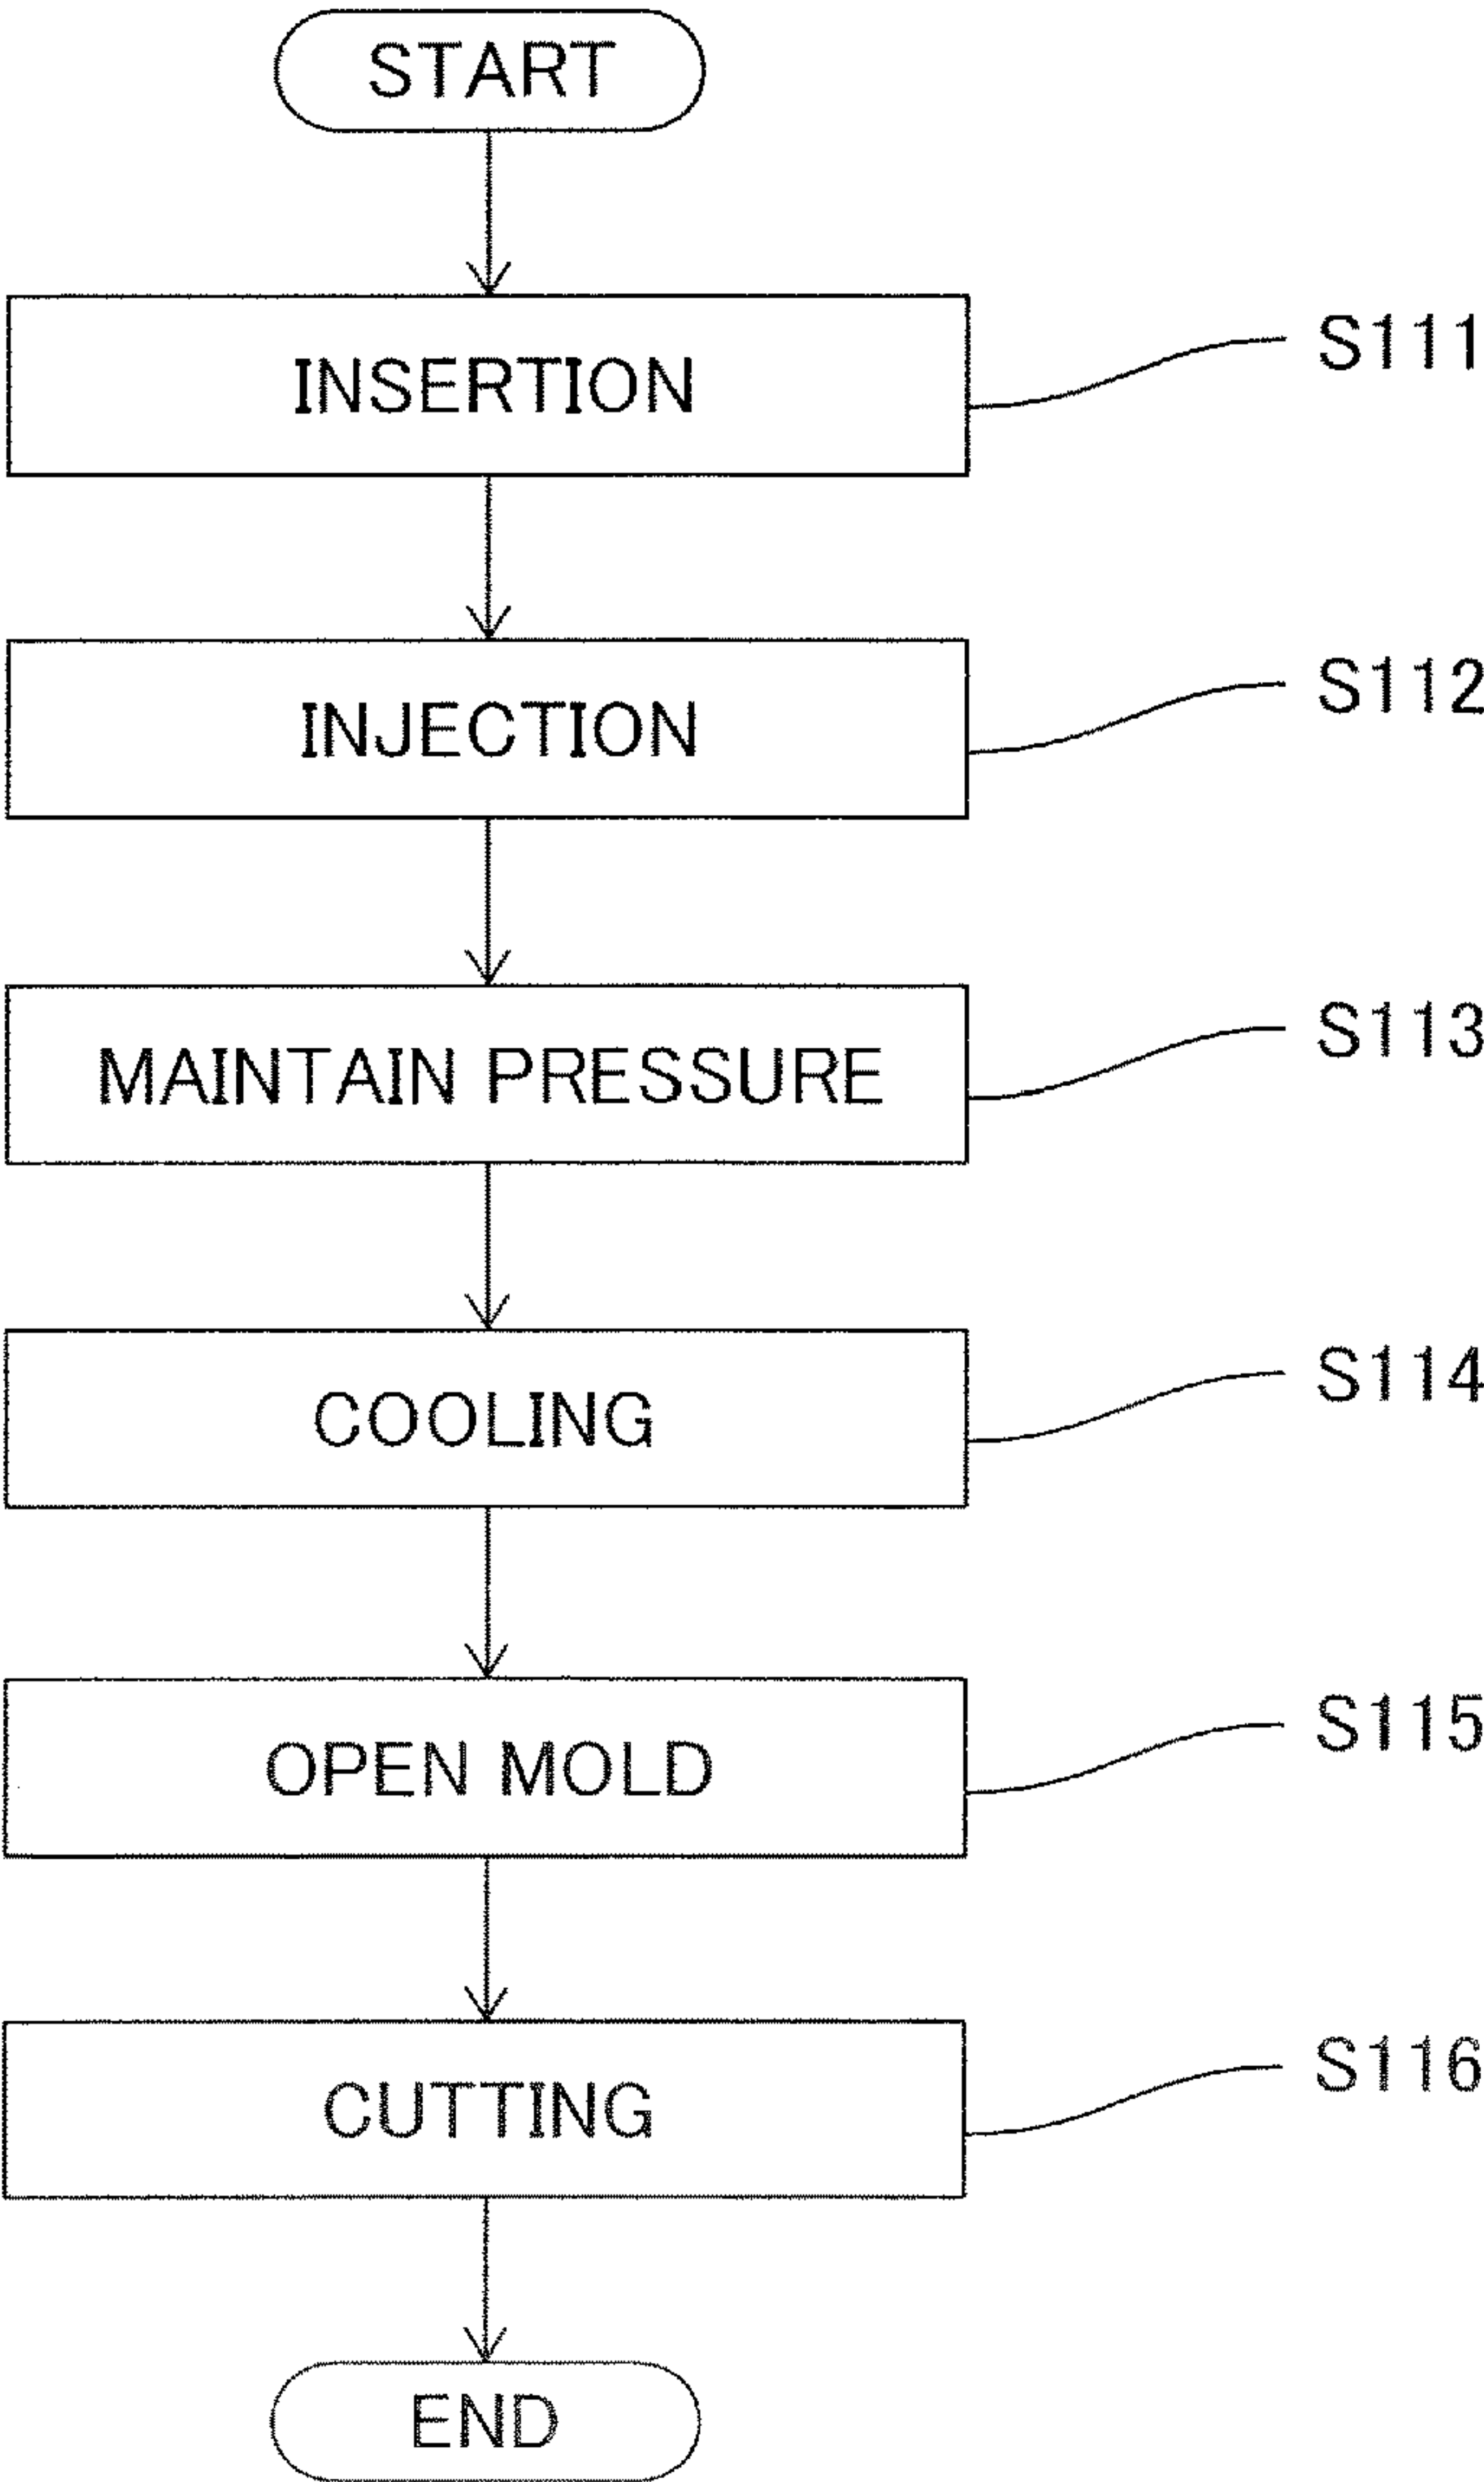 START
INSERTION
S111
INJECTION
S112
MAINTAIN PRESSURE
S113
COOLING
S114
OPEN MOLD
S115
CUTTING
S116
END